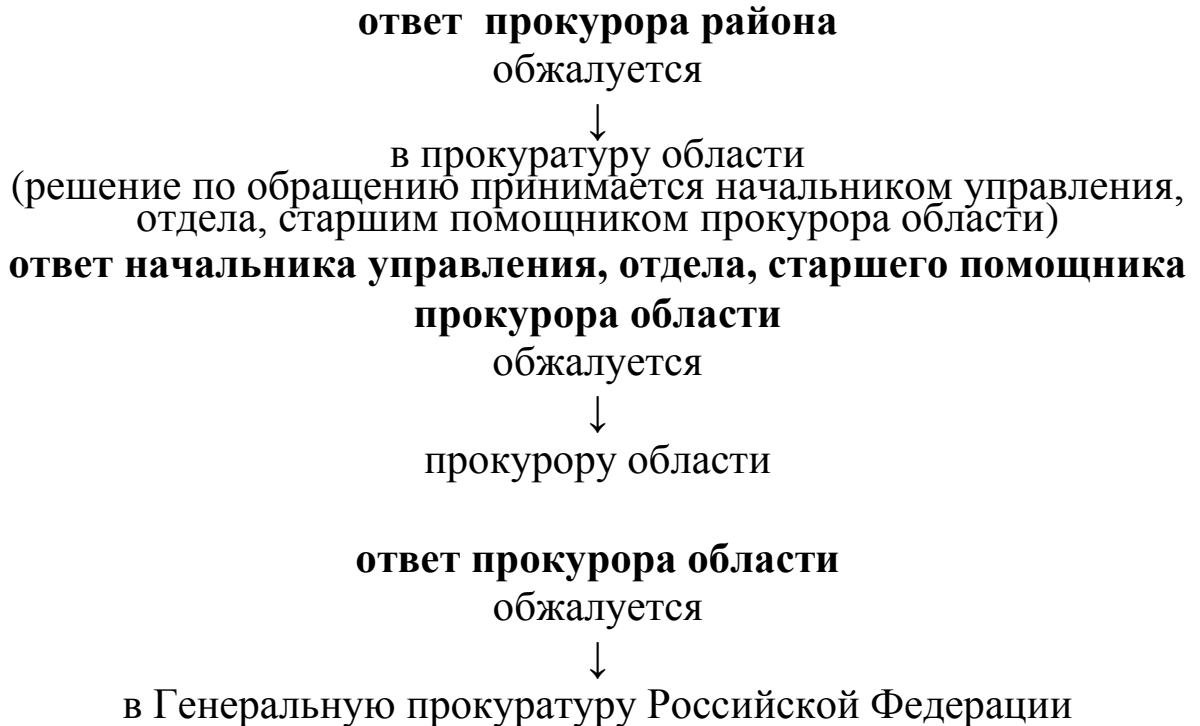 ответ прокурора района
обжалуется
↓
в прокуратуру области
(решение по обращению принимается начальником управления,
отдела, старшим помощником прокурора области)
ответ начальника управления, отдела, старшего помощника
прокурора области
обжалуется
↓
прокурору области
ответ прокурора области
обжалуется
↓
в Генеральную прокуратуру Российской Федерации